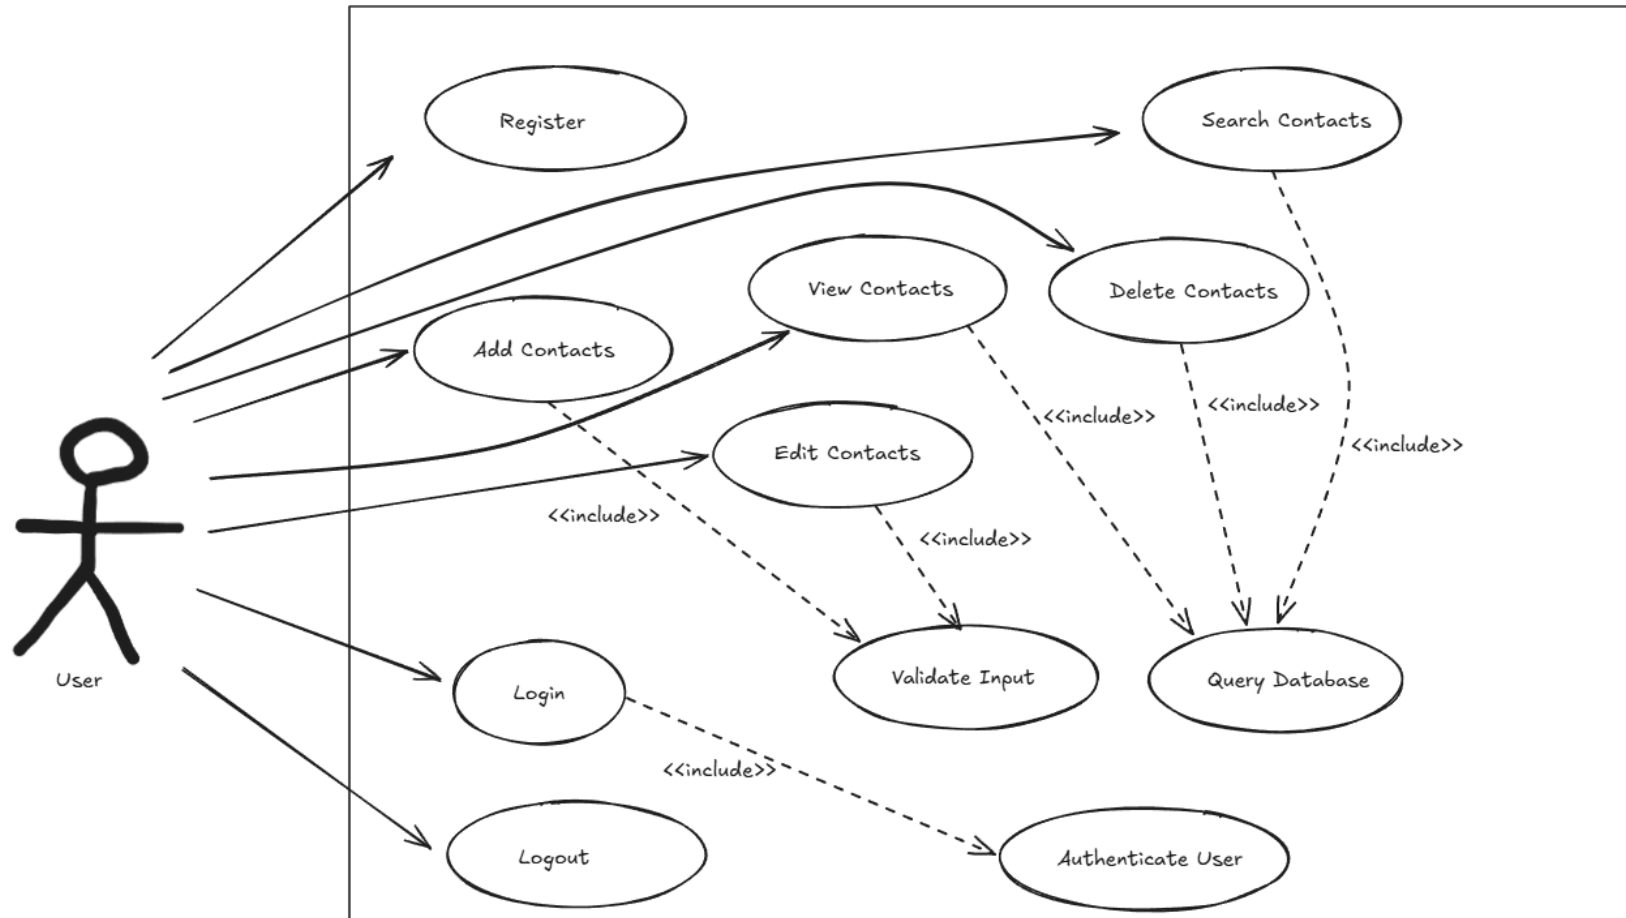 Register
Search Contacts
View Contacts
Delete Contacts
Add Contacts
<<include>>
<<include>>
<<include>>
Edit Contacts
<<include>>
<<include>>
User
Login
Validate Input
Query Database
<<include>>
Logout
Authenticate User